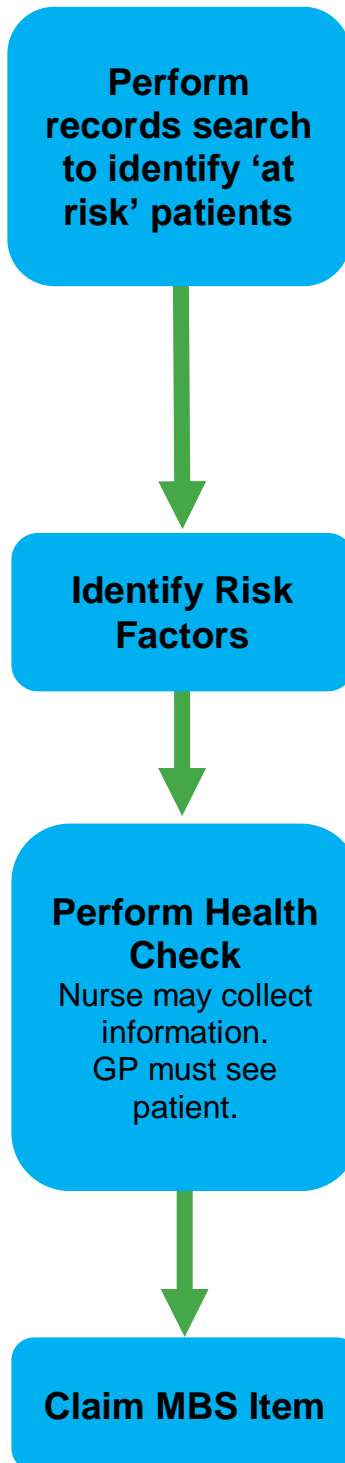 Perform
records search
to identify ‘at
risk’ patients
Identify Risk
Factors
Perform Health
Check
Nurse may collect
information.
GP must see
patient.
Claim MBS Item